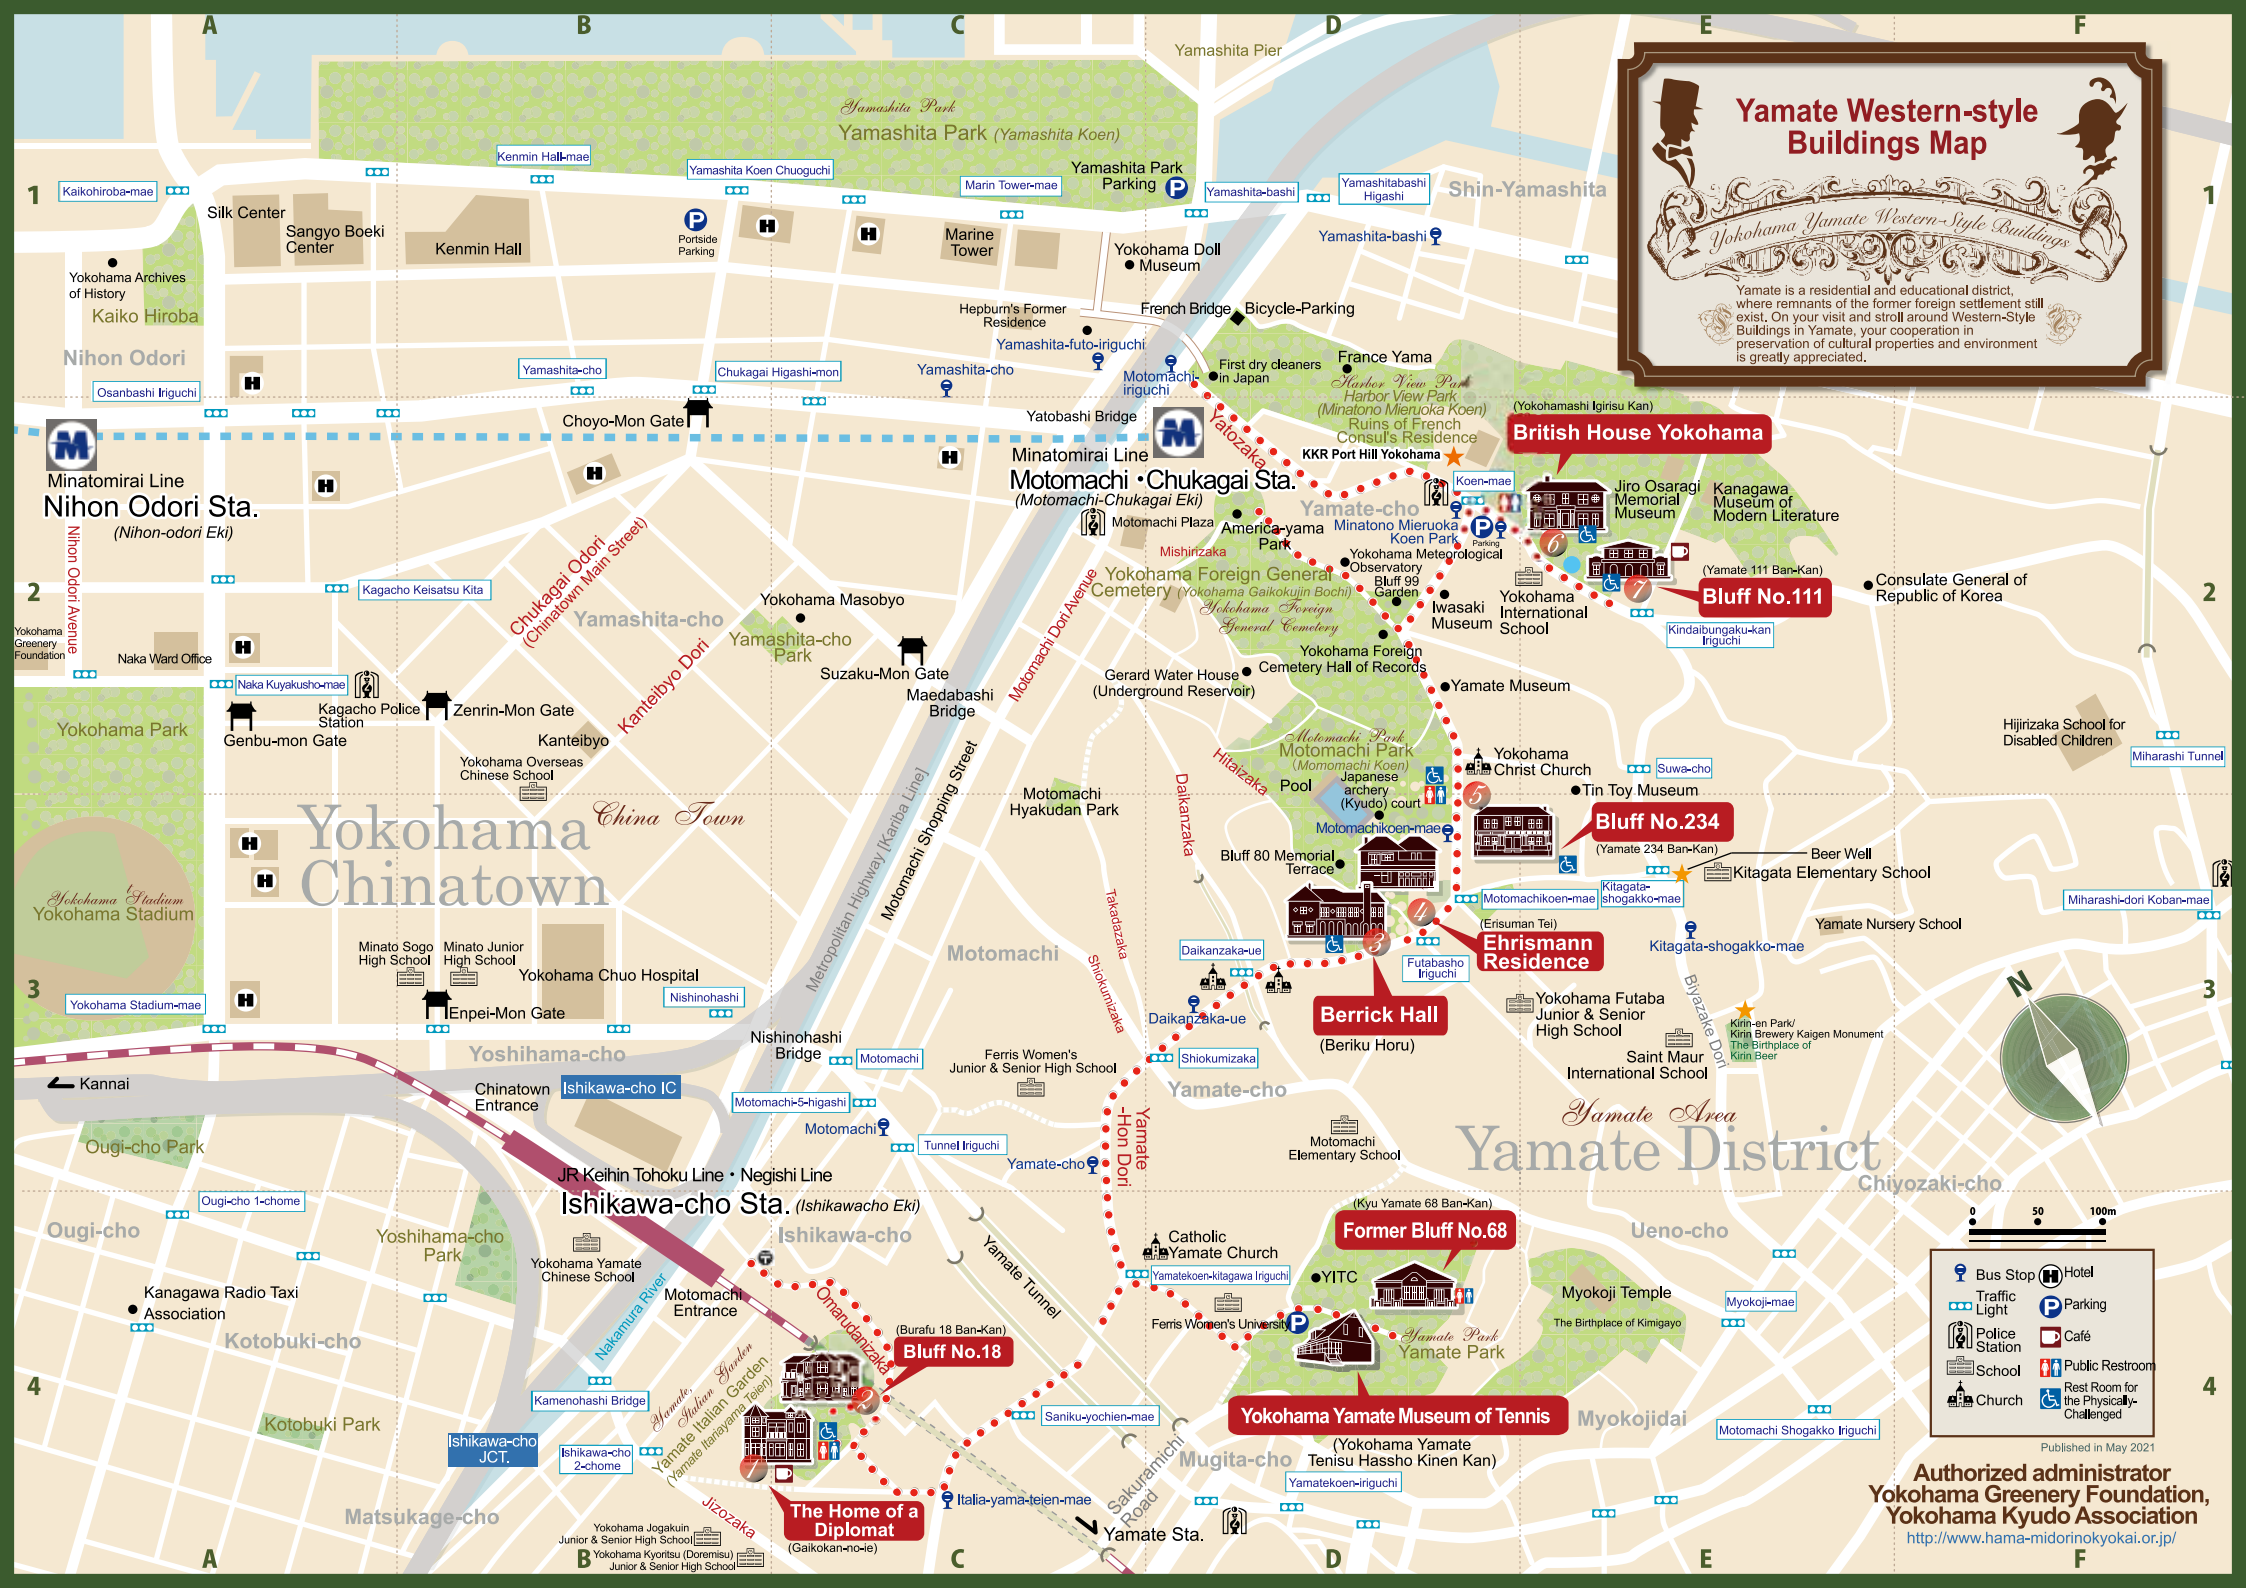 A
B
C
D
E
F
Yamashita Pier
Yamate Western-style
Buildings Map
Yokohama Yamate Western-Style Buildings
Yamate is a residential and educational district,
where remnants of the former foreign settlement still
exist. On your visit and stroll around Western-Style
Buildings in Yamate, your cooperation in
preservation of cultural properties and environment
is greatly appreciated.
1
1
Yamashita Park
Yamashita Park (Yamashita Koen)
Kenmin Hall-mae
Yamashita Koen Chuoguchi
Marin Tower-mae
Yamashita Park
Parking
P
Yamashita-bashi
Yamashitabashi
Higashi
Shin-Yamashita
Kaikohiroba-mae
Silk Center
Sangyo Boeki
Center
Kenmin Hall
P
Portside
Parking
H
H
Marine
Tower
Yokohama Doll
Museum
Yamashita-bashi
Yokohama Archives
of History
Kaiko Hiroba
Nihon Odori
Osanbashi Iriguchi
H
Yamashita-cho
Chukagai Higashi-mon
Choyo-Mon Gate
Hepburn's Former
Residence
Yamashita-futo-iriguchi
Yamashita-cho
French Bridge
Bicycle-Parking
Motomachi-
iriguchi
First dry cleaners
in Japan
France Yama
Harbor View Park
Harbor View Park
(Minatono Mieruoka Koen)
Ruins of French
Consul's Residence
KKR Port Hill Yokohama
Yatobashi Bridge
Yatozaka
(Yokohamashi Igirisu Kan)
British House Yokohama
M
Minatomirai Line
Nihon Odori Sta.
(Nihon-odori Eki)
Nihon Odori Avenue
H
H
H
M
Minatomirai Line
Motomachi・Chukagai Sta.
(Motomachi-Chukagai Eki)
Motomachi Plaza
Yamate-cho
Koen-mae
Minatono Mieruoka
Koen Park
P
Parking
Jiro Osaragi
Memorial
Museum
Kanagawa
Museum of
Modern Literature
6
7
(Yamate 111 Ban-Kan)
Bluff No.111
Kindaibungaku-kan
Iriguchi
Consulate General of
Republic of Korea
2
2
America-yama
Park
Mishirizaka
Yokohama Foreign General
Cemetery (Yokohama Gaikokujin Bochi)
Yokohama Foreign
General Cemetery
Yokohama Meteorological
Observatory
Bluff 99
Garden
Iwasaki
Museum
Yokohama
International
School
Kagacho Keisatsu Kita
Chukagai Odori
(Chinatown Main Street)
Yamashita-cho
Yokohama Masobyo
Yamashita-cho
Park
Kanteibyo Dori
Suzaku-Mon Gate
Maedabashi
Bridge
Motomachi Dori Avenue
Yokohama
Greenery
Foundation
Naka Ward Office
H
Naka Kuyakusho-mae
Kagacho Police
Station
Zenrin-Mon Gate
Genbu-mon Gate
Kanteibyo
Yokohama Overseas
Chinese School
Yokohama Park
Gerard Water House
(Underground Reservoir)
Yokohama Foreign
Cemetery Hall of Records
Yamate Museum
Motomachi Park
Motomachi Park
(Momomachi Koen)
Japanese
archery
(Kyudo) court
Pool
Hitaizaka
Daikanzaka
Yokohama
Christ Church
5
Tin Toy Museum
Suwa-cho
Bluff No.234
(Yamate 234 Ban-Kan)
Hijirizaka School for
Disabled Children
Miharashi Tunnel
Motomachikoen-mae
Bluff 80 Memorial
Terrace
Motomachi
Hyakudan Park
Motomachi Shopping Street
Metropolitan Highway [Kariba Line]
Yokohama
Chinatown
China Town
H
H
H
Yokohama Stadium
Yokohama Stadium
Beer Well
Kitagata Elementary School
Kitagata-
shogakko-mae
Motomachikoen-mae
Kitagata-shogakko-mae
Yamate Nursery School
Miharashi-dori Koban-mae
4
(Erisuman Tei)
Ehrismann
Residence
3
Futabasho
Iriguchi
Berrick Hall
(Beriku Horu)
Daikanzaka-ue
Daikanzaka-ue
Takadazaka
Shiokumizaka
Motomachi
3
3
Minato Sogo
High School
Minato Junior
High School
Yokohama Chuo Hospital
Enpei-Mon Gate
Nishinohashi
Yokohama Stadium-mae
Nishinohashi
Bridge
Motomachi
Yoshihama-cho
Kannai
Chinatown
Entrance
Ishikawa-cho IC
Motomachi-5-higashi
Motomachi
Tunnel Iriguchi
Ferris Women's
Junior & Senior High School
Shiokumizaka
Yamate-cho
Yamate-cho
Yamate
-Hon Dori
Motomachi
Elementary School
Yokohama Futaba
Junior & Senior
High School
Biyazake Dori
Saint Maur
International School
Kirin-en Park/
Kirin Brewery Kaigen Monument
The Birthplace of
Kirin Beer
N
Yamate Area
Yamate District
Chiyozaki-cho
Ougi-cho Park
Ougi-cho 1-chome
Ougi-cho
JR Keihin Tohoku Line・Negishi Line
Ishikawa-cho Sta. (Ishikawacho Eki)
Ishikawa-cho
Yoshihama-cho
Park
Yokohama Yamate
Chinese School
Nakamura River
Motomachi
Entrance
Kanagawa Radio Taxi
Association
Kotobuki-cho
Kotobuki Park
Kamenohashi Bridge
Ishikawa-cho
JCT.
Ishikawa-cho
2-chome
Matsukage-cho
Omarudanizaka
(Burafu 18 Ban-Kan)
Bluff No.18
2
Yamate
Italian Garden
Yamate Italian Garden
(Yamate Itariayama Teien)
1
The Home of a
Diplomat
(Gaikokan-no-ie)
Jizozaka
Yokohama Jogakuin
Junior & Senior High School
Yokohama Kyoritsu (Doremisu)
Junior & Senior High School
Yamate Tunnel
Catholic
Yamate Church
Yamatekoen-kitagawa Iriguchi
Ferris Women's University
P
YITC
(Kyu Yamate 68 Ban-Kan)
Former Bluff No.68
Yamate Park
Yamate Park
Yokohama Yamate Museum of Tennis
(Yokohama Yamate
Tenisu Hassho Kinen Kan)
Saniku-yochien-mae
Italia-yama-teien-mae
Mugita-cho
Sakuramichi
Road
Yamate Sta.
Yamatekoen-iriguchi
Myokojidai
Ueno-cho
Myokoji Temple
The Birthplace of Kimigayo
Myokoji-mae
Motomachi Shogakko Iriguchi
4
4
0
50
100m
Bus Stop
H Hotel
Traffic
Light
P Parking
Police
Station
Café
School
Public Restroom
Church
Rest Room for
the Physically-
Challenged
Published in May 2021
Authorized administrator
Yokohama Greenery Foundation,
Yokohama Kyudo Association
http://www.hama-midorinokyokai.or.jp/
A
B
C
D
E
F